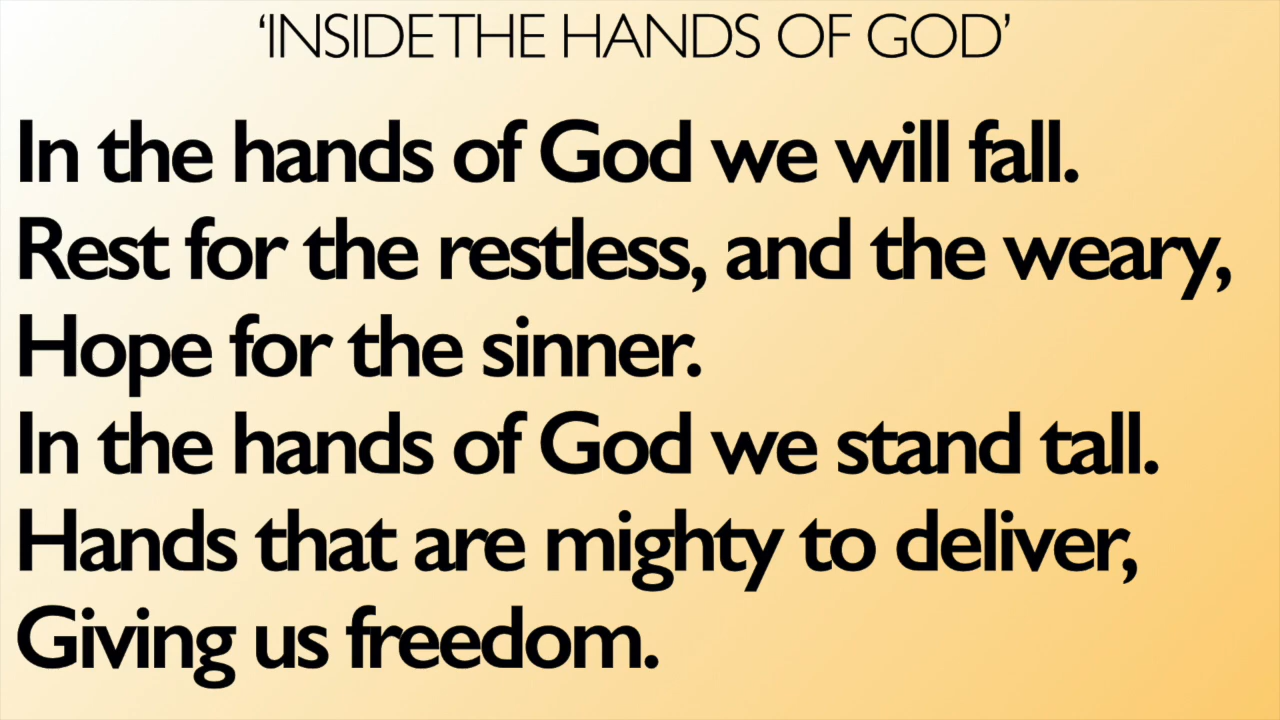 ‘INSIDE THE HANDS OF GOD’
In the hands of God we will fall.
Rest for the restless, and the weary,
Hope for the sinner.
In the hands of God we stand tall.
Hands that are mighty to deliver,
Giving us freedom.